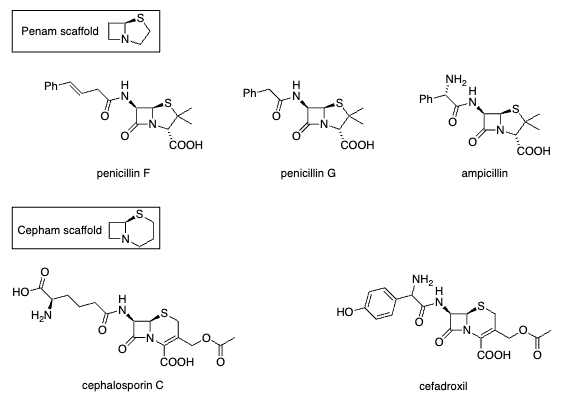 Penam scaffold
S
N
Ph
O
H
N
S
N
O
COOH
penicillin F
Ph
O
H
N
S
N
O
COOH
penicillin G
NH2
Ph
O
H
N
S
N
O
COOH
ampicillin
Cepham scaffold
S
N
O
HO
H2N
O
H
N
S
N
O
O
O
COOH
cephalosporin C
NH2
HO
O
H
N
S
N
O
O
O
COOH
cefadroxil